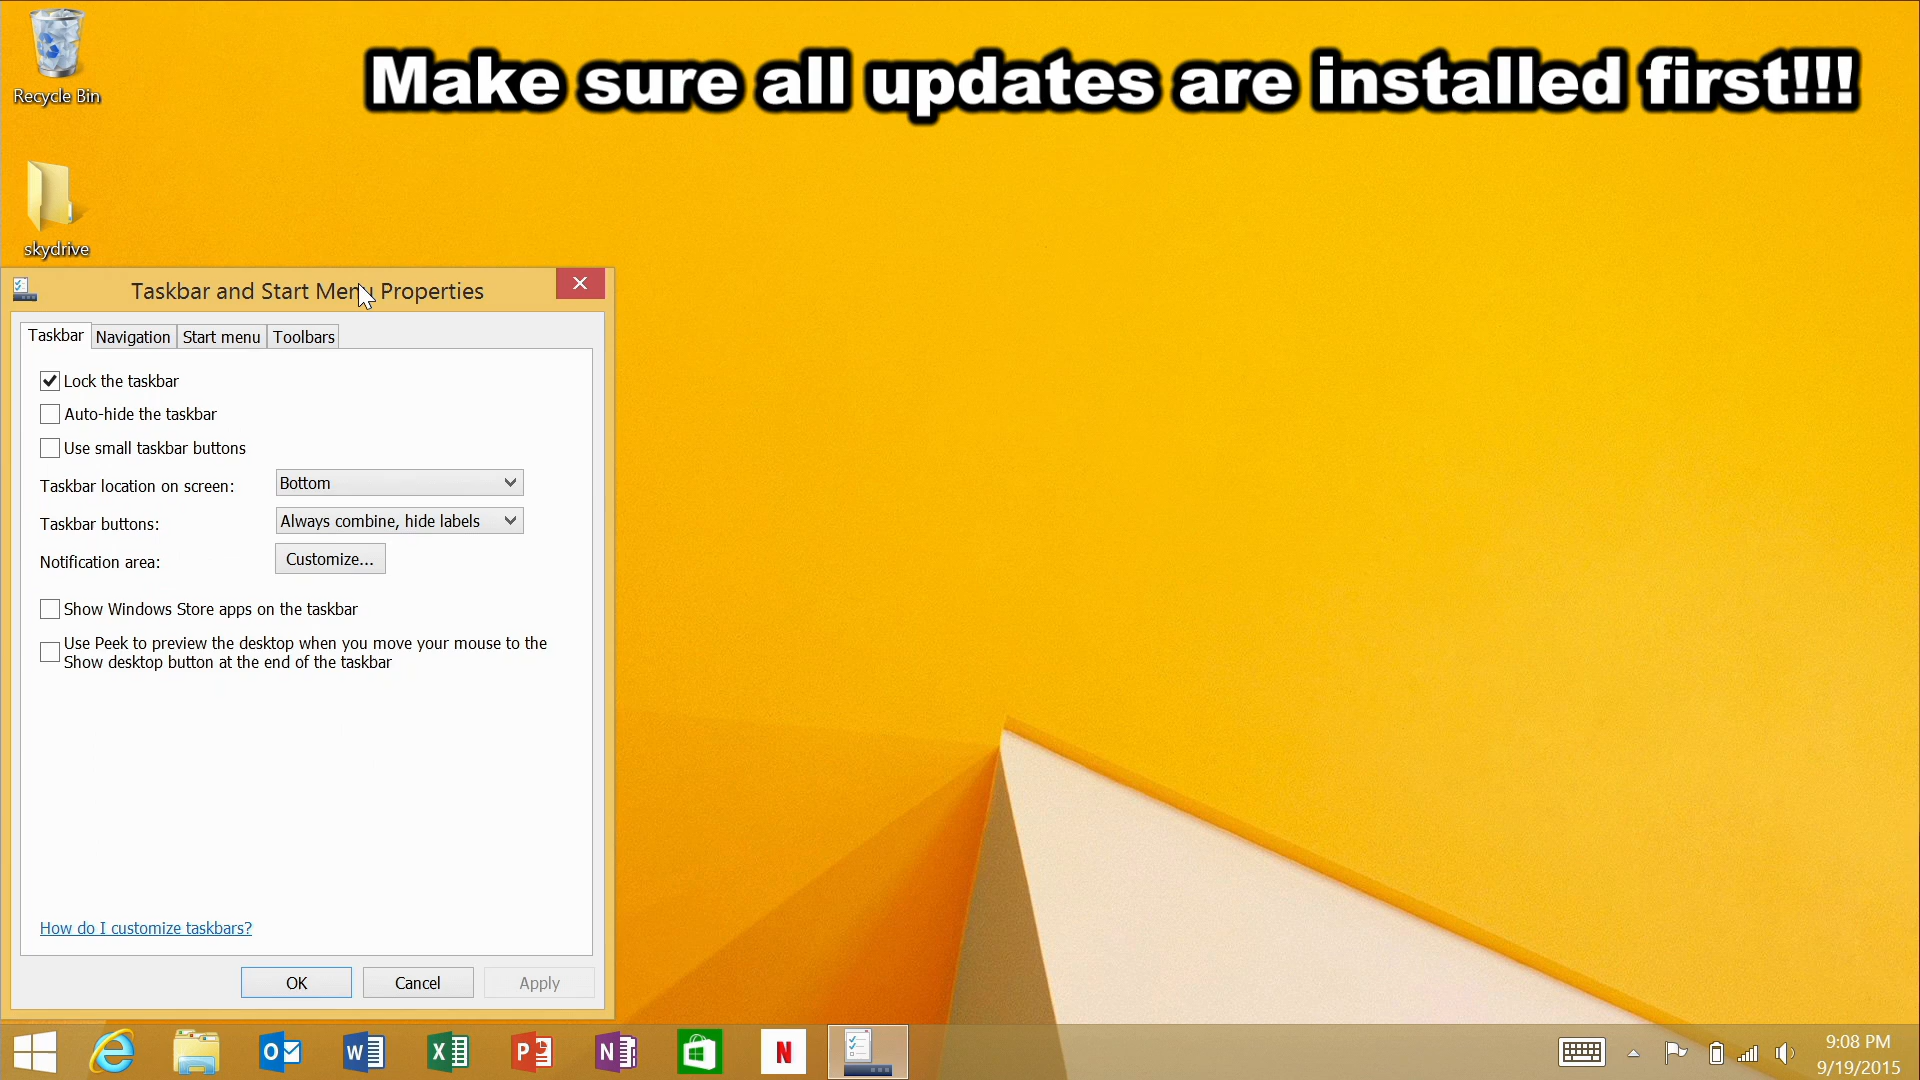 Recycle Bin
Make sure all updates are installed first!!!
skydrive
Taskbar and Start Menu Properties
Taskbar
Navigation
Start menu
Toolbars
Lock the taskbar
Auto-hide the taskbar
Use small taskbar buttons
Taskbar location on screen:
Bottom
Taskbar buttons:
Always combine, hide labels
Notification area:
Customize...
Show Windows Store apps on the taskbar
Use Peek to preview the desktop when you move your mouse to the
Show desktop button at the end of the taskbar
How do I customize taskbars?
OK
Cancel
Apply
9:08 PM
9/19/2015